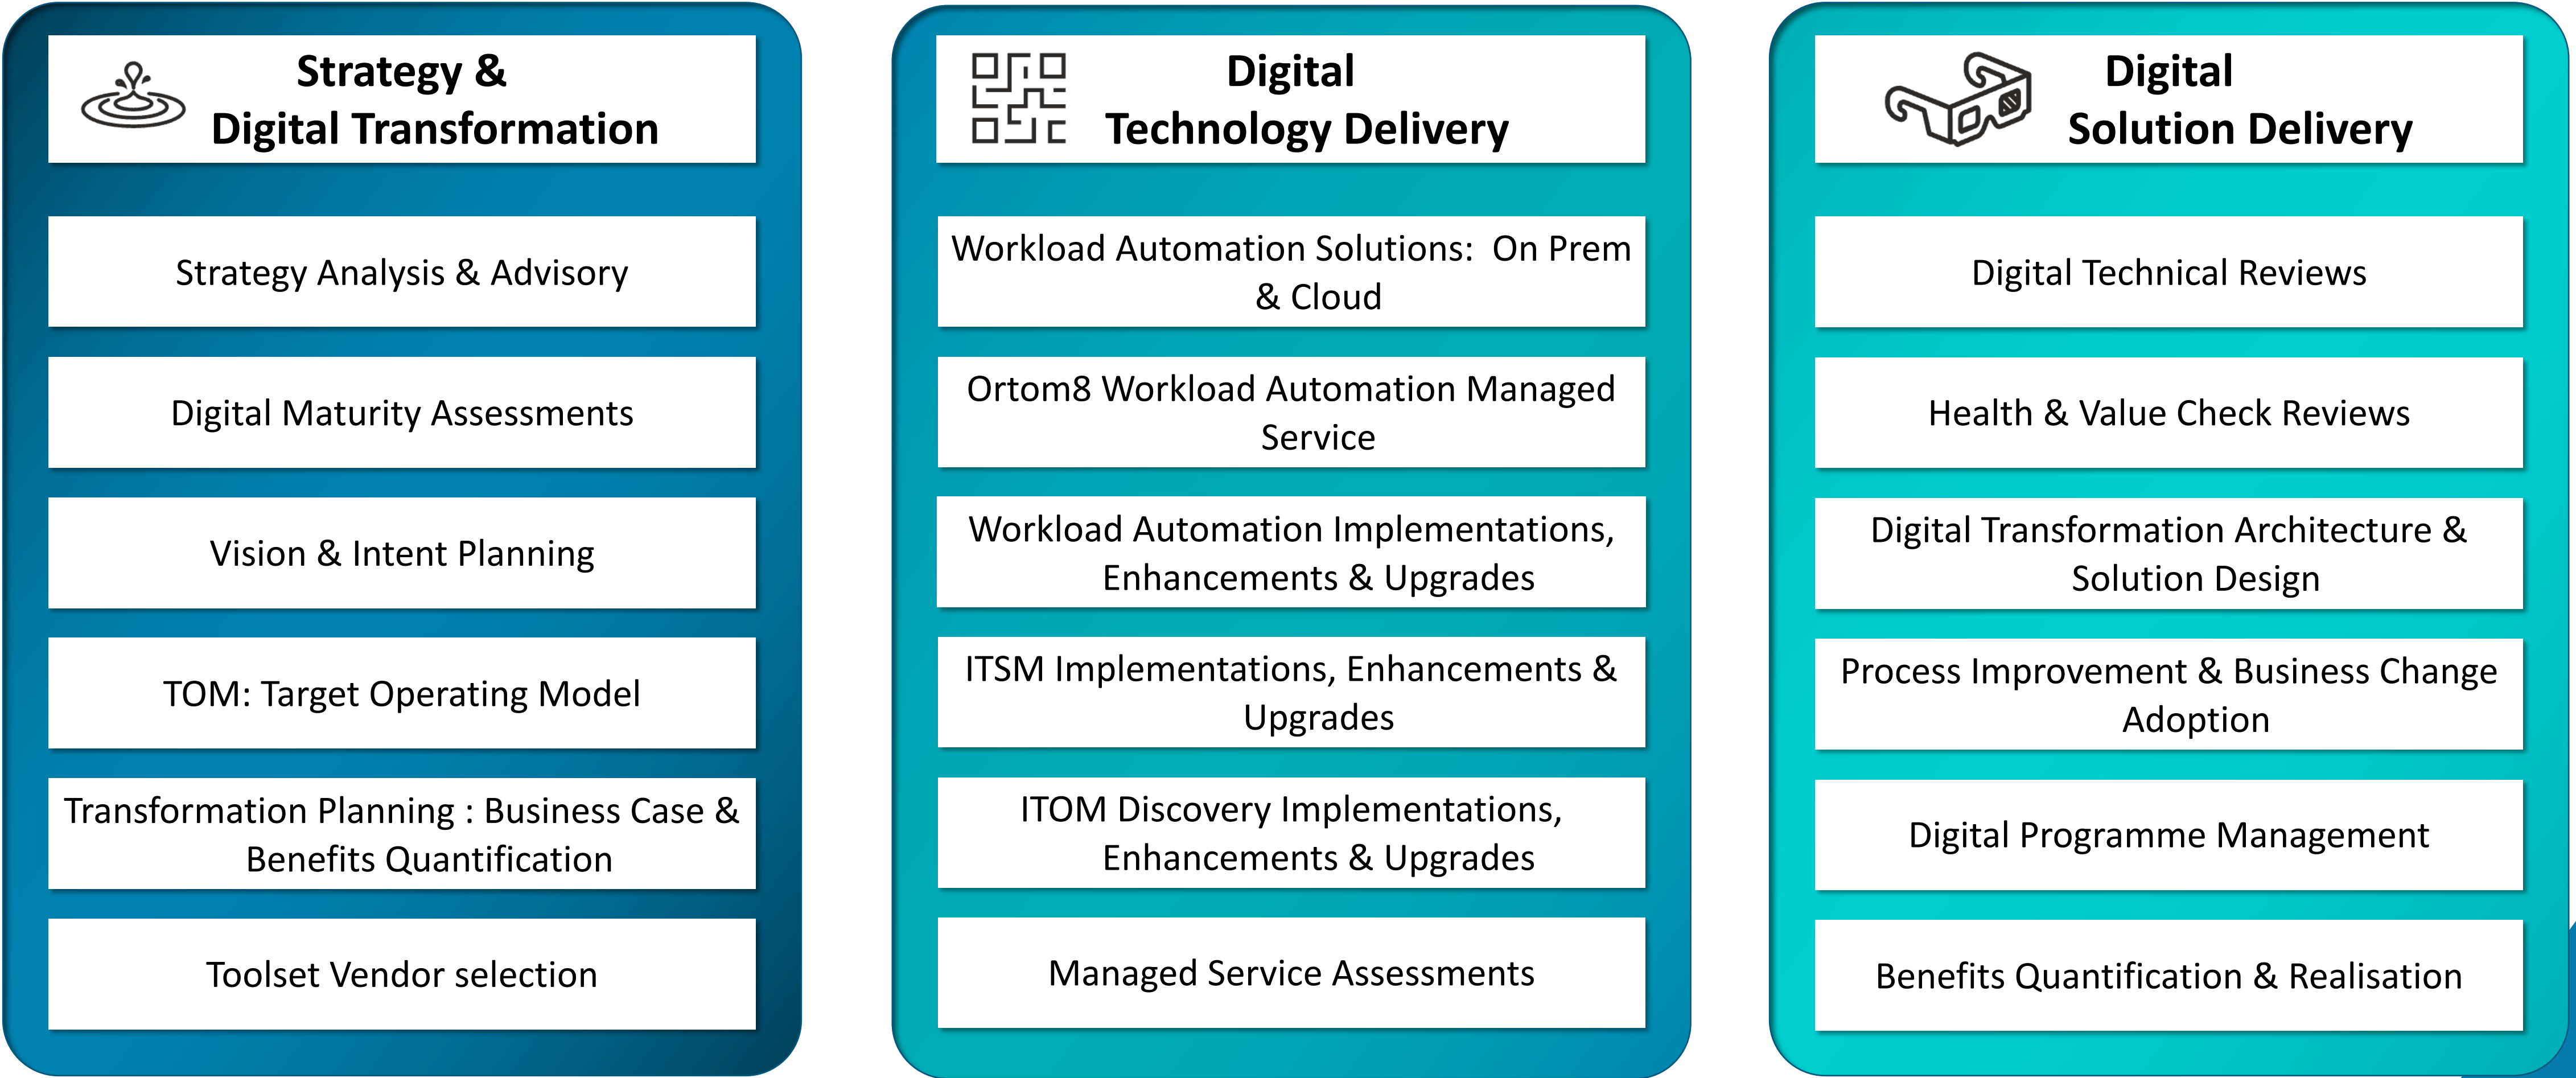 Strategy &
Digital Transformation
Strategy Analysis & Advisory
Digital Maturity Assessments
Vision & Intent Planning
TOM: Target Operating Model
Transformation Planning : Business Case &
Benefits Quantification
Toolset Vendor selection
Digital
Technology Delivery
Workload Automation Solutions:  On Prem
& Cloud
Ortom8 Workload Automation Managed
Service
Workload Automation Implementations,
Enhancements & Upgrades
ITSM Implementations, Enhancements &
Upgrades
ITOM Discovery Implementations,
Enhancements & Upgrades
Managed Service Assessments
Digital
Solution Delivery
Digital Technical Reviews
Health & Value Check Reviews
Digital Transformation Architecture &
Solution Design
Process Improvement & Business Change
Adoption
Digital Programme Management
Benefits Quantification & Realisation